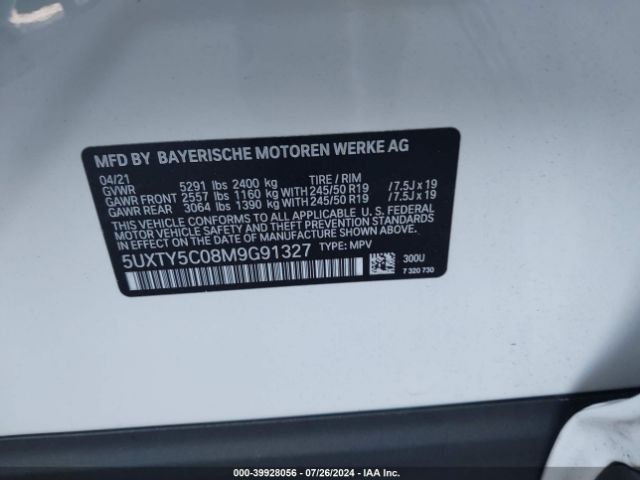 MFD BY BAYERISCHE MOTOREN WERKE AG
04/21 TIRE / RIM
GVWR 5291 lbs 2400 kg
GAWR FRONT 2557 lbs 1160 kg WITH 245/50 R19 /7.5J x 19
GAWR REAR 3064 lbs 1390 kg WITH 245/50 R19 /7.5J x 19
THIS VEHICLE CONFORMS TO ALL APPLICABLE U.S. FEDERAL
MOTOR VEHICLE SAFETY, BUMPER, AND THEFT PREVENTION
STANDARDS IN EFFECT ON THE DATE OF MANUFACTURE SHOWN ABOVE.
5UXTY5C08M9G91327 TYPE: MPV
300U
7 320 730
000-39928056 - 07/26/2024 - IAA Inc.